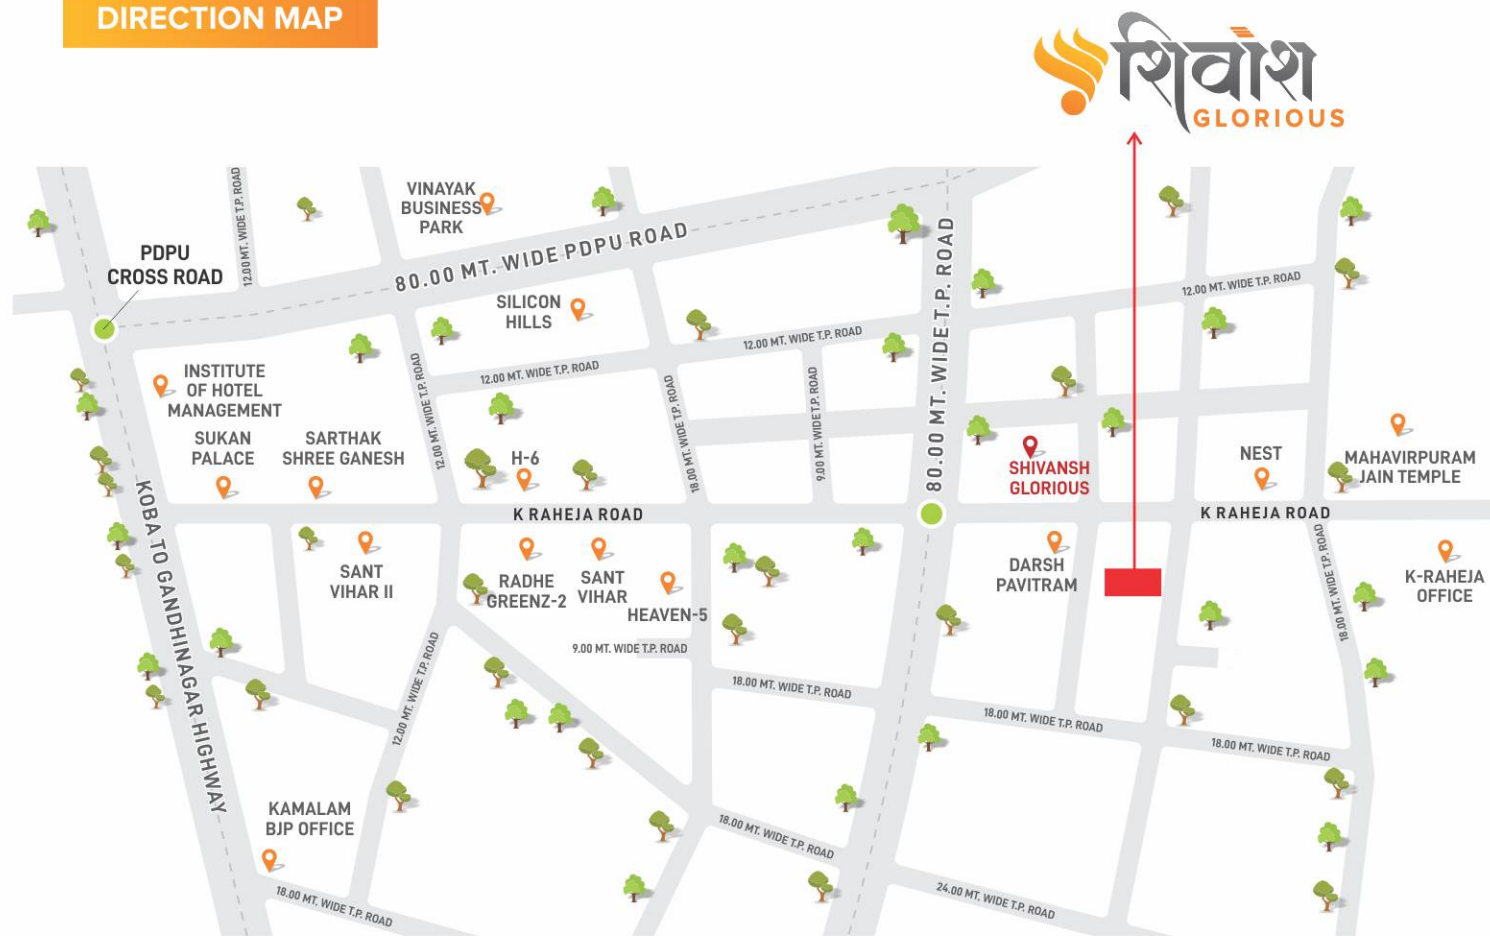 DIRECTION MAP
शिवांश
GLORIOUS
12.00 MT. WIDE T.P. ROAD
VINAYAK
BUSINESS
PARK
PDPU
CROSS ROAD
80.00 MT. WIDE PDPU ROAD
80.00 MT. WIDE T.P. ROAD
12.00 MT. WIDE T.P. ROAD
SILICON
HILLS
12.00 MT. WIDE T.P. ROAD
12.00 MT. WIDE T.P. ROAD
INSTITUTE
OF HOTEL
MANAGEMENT
12.00 MT. WIDE T.P. ROAD
18.00 MT. WIDE T.P. ROAD
9.00 MT. WIDE T.P. ROAD
SUKAN
PALACE
SARTHAK
SHREE GANESH
H-6
SHIVANSH
GLORIOUS
NEST
MAHAVIRPURAM
JAIN TEMPLE
K RAHEJA ROAD
K RAHEJA ROAD
KOBA TO GANDHINAGAR HIGHWAY
SANT
VIHAR II
RADHE
GREENZ-2
SANT
VIHAR
HEAVEN-5
DARSH
PAVITRAM
18.00 MT. WIDE T.P. ROAD
K-RAHEJA
OFFICE
9.00 MT. WIDE T.P. ROAD
12.00 MT. WIDE T.P. ROAD
18.00 MT. WIDE T.P. ROAD
18.00 MT. WIDE T.P. ROAD
18.00 MT. WIDE T.P. ROAD
KAMALAM
BJP OFFICE
18.00 MT. WIDE T.P. ROAD
18.00 MT. WIDE T.P. ROAD
24.00 MT. WIDE T.P. ROAD